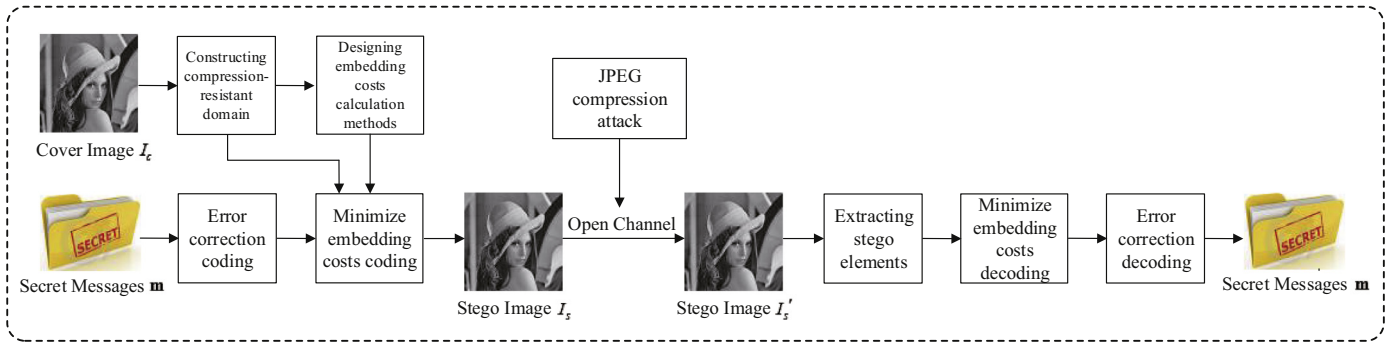 Constructing
compression-
resistant
domain
Designing
embedding
costs
calculation
methods
JPEG
compression
attack
Cover Image I_c
SECRET
Secret Messages m
Error
correction
coding
Minimize
embedding
costs coding
Stego Image I_s
Open Channel
Stego Image I_s'
Extracting
stego
elements
Minimize
embedding
costs
decoding
Error
correction
decoding
SECRET
Secret Messages m